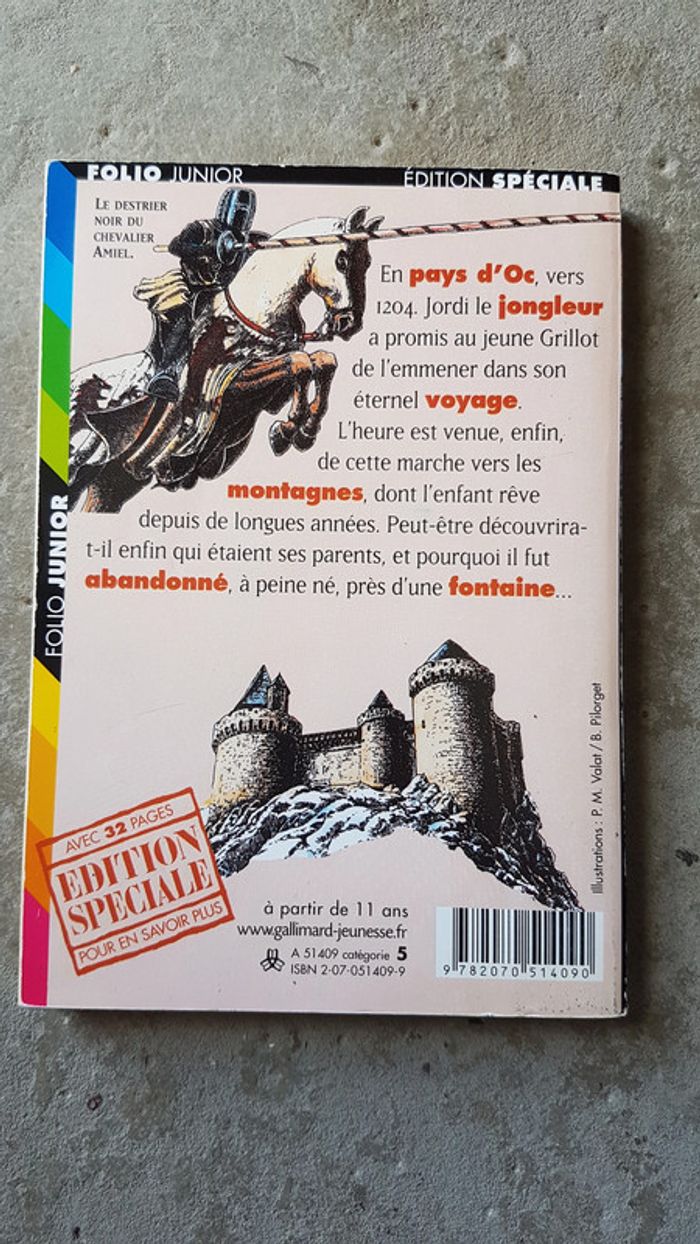 FOLIO JUNIOR
ÉDITION SPÉCIALE
LE DESTRIER
NOIR DU
CHEVALIER
AMIEL.
En pays d'Oc, vers
1204. Jordi le jongleur
a promis au jeune Grillot
de l'emmener dans son
éternel voyage.
L'heure est venue, enfin,
de cette marche vers les
montagnes, dont l'enfant rêve
depuis de longues années. Peut-être découvrira-
t-il enfin qui étaient ses parents, et pourquoi il fut
abandonné, à peine né, près d'une fontaine...
FOLIO JUNIOR
Illustrations : P. M. Valat / B. Pilorget
AVEC 32 PAGES
EDITION
SPECIALE
POUR EN SAVOIR PLUS
à partir de 11 ans
www.gallimard-jeunesse.fr
A 51409 catégorie 5
ISBN 2-07-051409-9
9 782070 514090